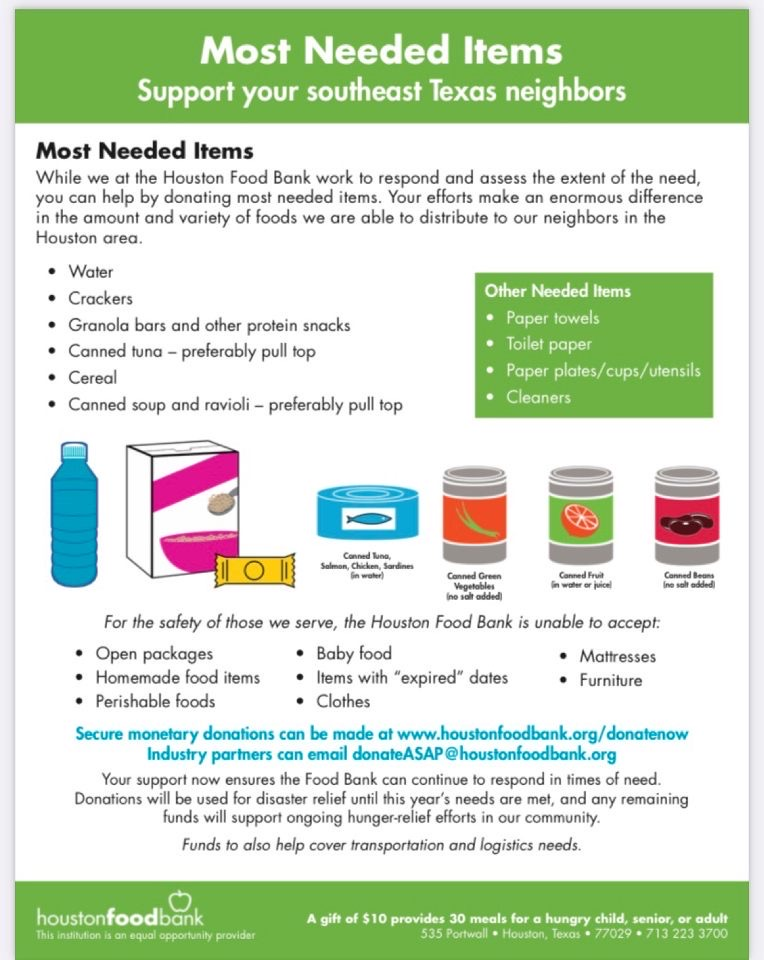 Most Needed Items
Support your southeast Texas neighbors
Most Needed Items
While we at the Houston Food Bank work to respond and assess the extent of the need,
you can help by donating most needed items. Your efforts make an enormous difference
in the amount and variety of foods we are able to distribute to our neighbors in the
Houston area.
• Water
• Crackers
• Granola bars and other protein snacks
• Canned tuna – preferably pull top
• Cereal
• Canned soup and ravioli – preferably pull top
Other Needed Items
• Paper towels
• Toilet paper
• Paper plates/cups/utensils
• Cleaners
Canned Tuna,
Salmon, Chicken, Sardines
(in water)
Canned Green
Vegetables
(no salt added)
Canned Fruit
(in water or juice)
Canned Beans
(no salt added)
For the safety of those we serve, the Houston Food Bank is unable to accept:
• Open packages
• Homemade food items
• Perishable foods
• Baby food
• Items with “expired” dates
• Clothes
• Mattresses
• Furniture
Secure monetary donations can be made at www.houstonfoodbank.org/donatenow
Industry partners can email donateASAP@houstonfoodbank.org
Your support now ensures the Food Bank can continue to respond in times of need.
Donations will be used for disaster relief until this year’s needs are met, and any remaining
funds will support ongoing hunger-relief efforts in our community.
Funds to also help cover transportation and logistics needs.
houstonfoodbank
This institution is an equal opportunity provider
A gift of $10 provides 30 meals for a hungry child, senior, or adult
535 Portwall • Houston, Texas • 77029 • 713 223 3700